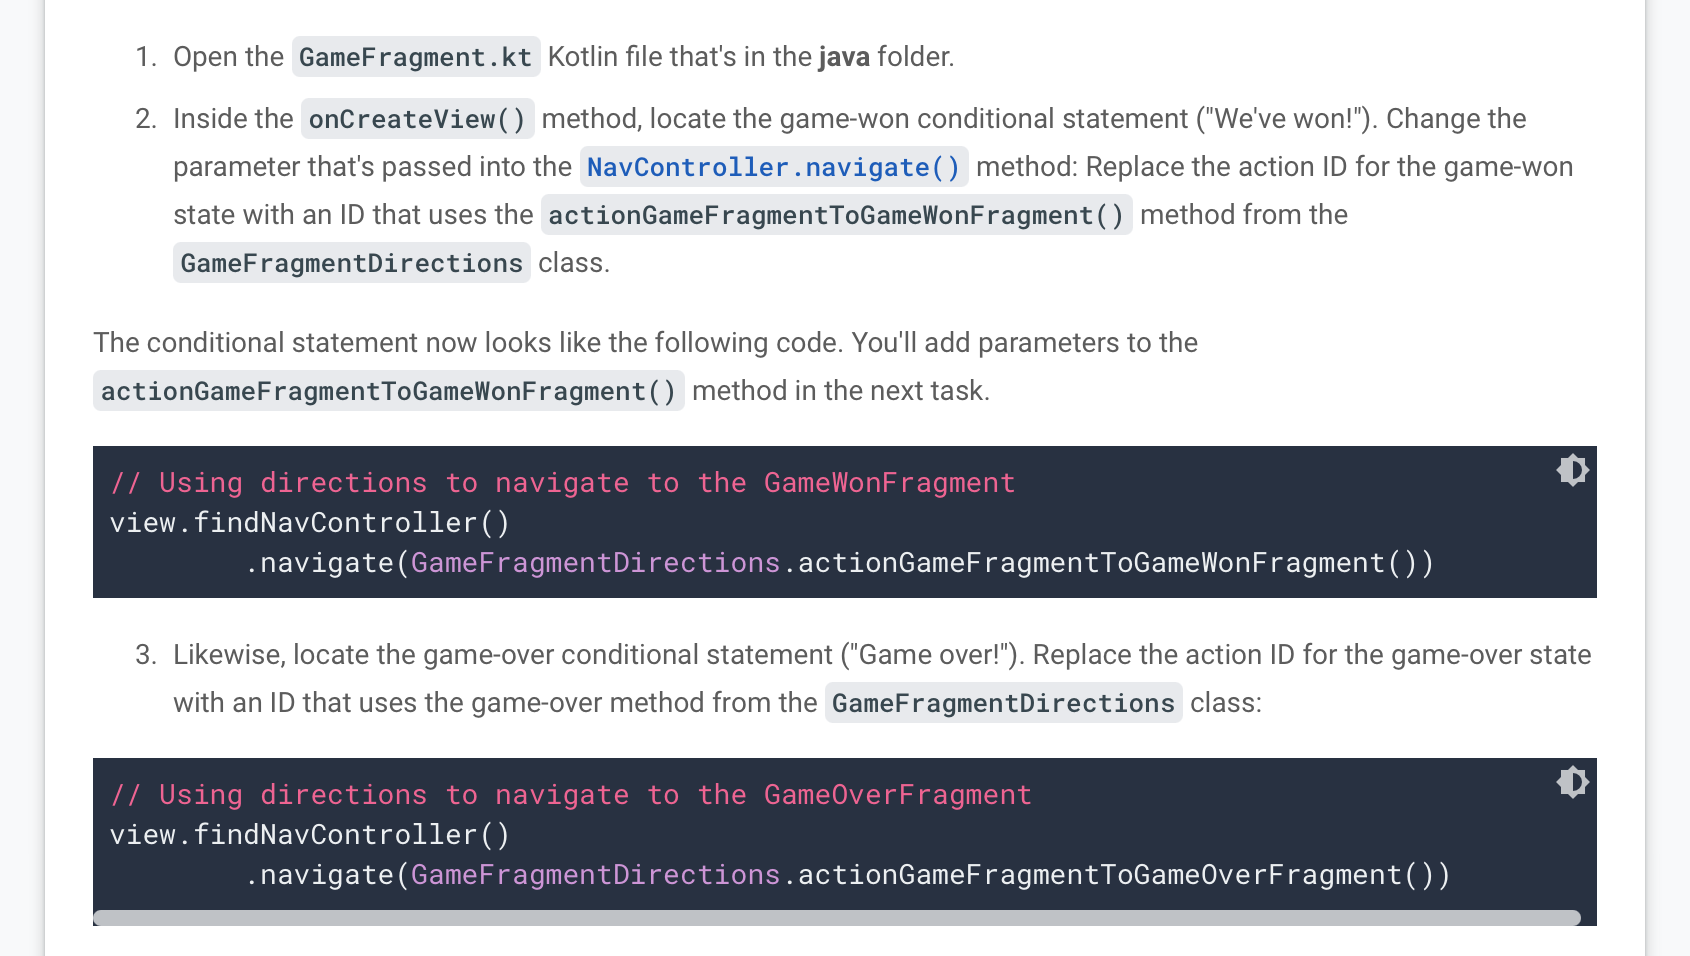 1. Open the GameFragment.kt Kotlin file that's in the java folder.
2. Inside the onCreateView() method, locate the game-won conditional statement ("We've won!"). Change the
parameter that's passed into the NavController.navigate() method: Replace the action ID for the game-won
state with an ID that uses the actionGameFragmentToGameWonFragment() method from the
GameFragmentDirections class.
The conditional statement now looks like the following code. You'll add parameters to the
actionGameFragmentToGameWonFragment() method in the next task.
// Using directions to navigate to the GameWonFragment
view.findNavController()
        .navigate(GameFragmentDirections.actionGameFragmentToGameWonFragment())
3. Likewise, locate the game-over conditional statement ("Game over!"). Replace the action ID for the game-over state
with an ID that uses the game-over method from the GameFragmentDirections class:
// Using directions to navigate to the GameOverFragment
view.findNavController()
        .navigate(GameFragmentDirections.actionGameFragmentToGameOverFragment())